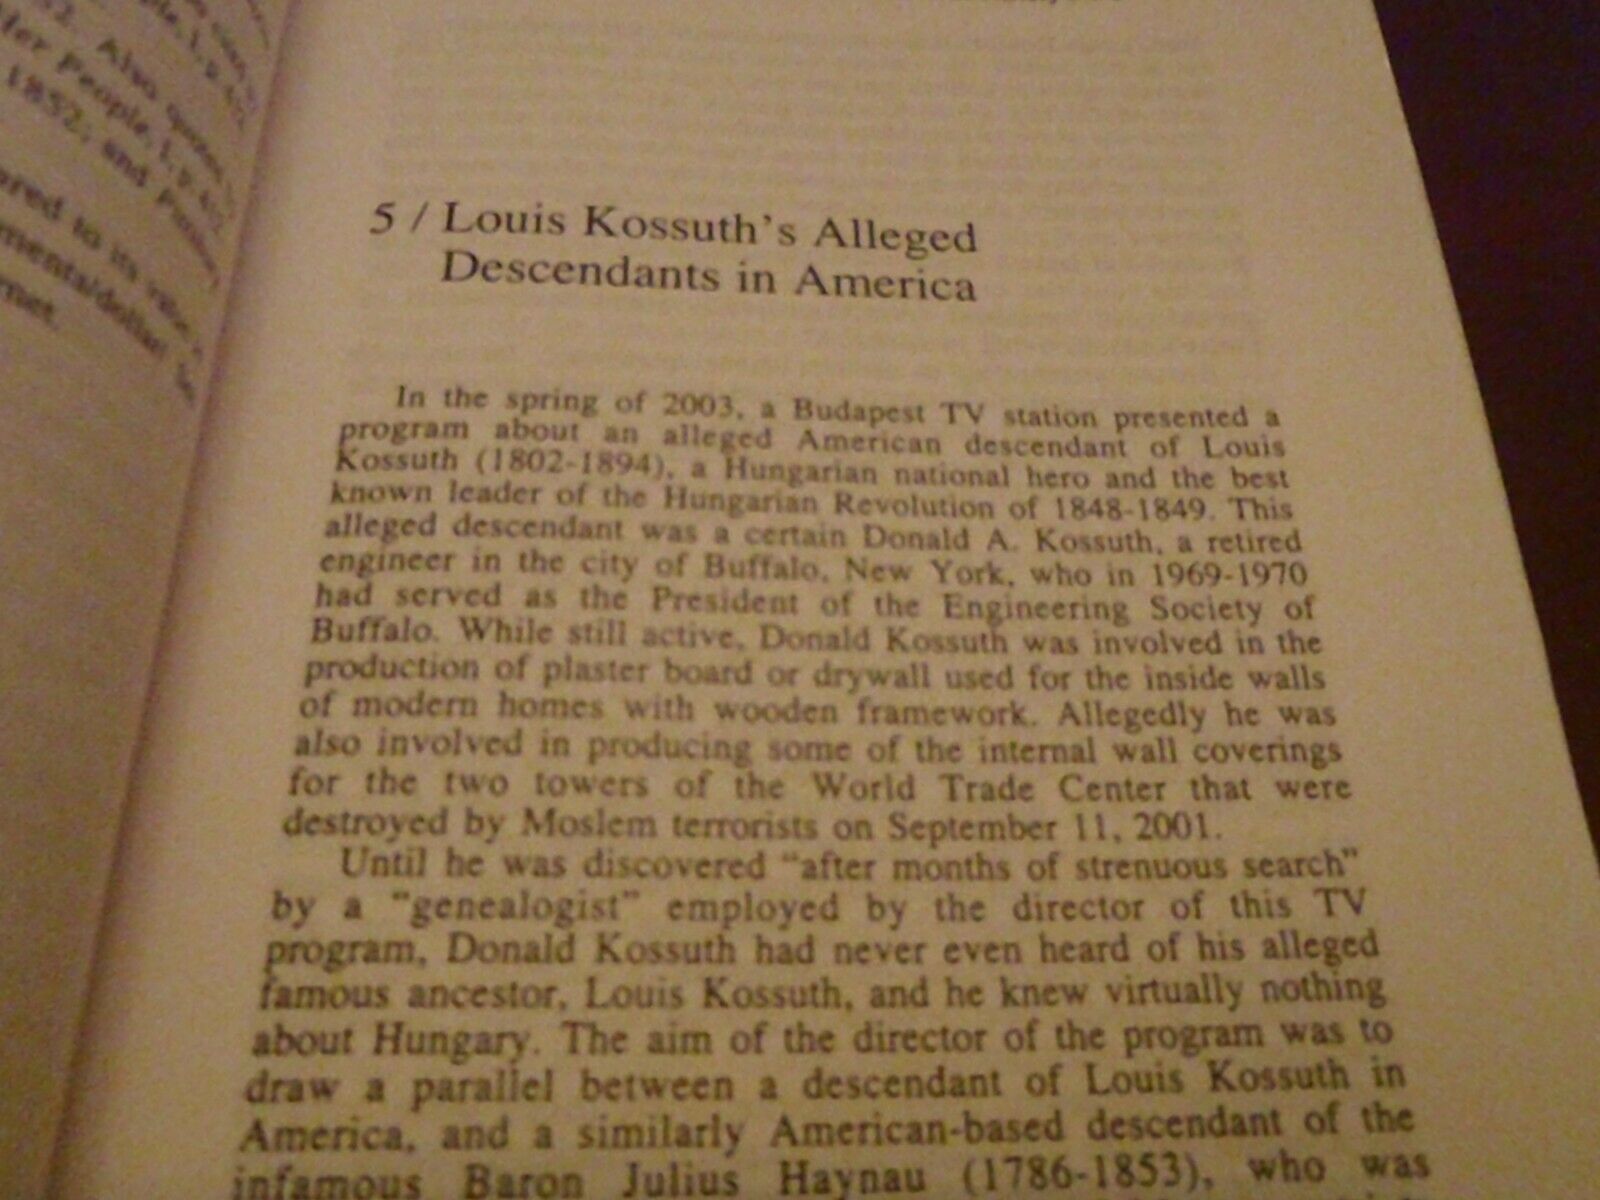 Also
1852, and
5 / Louis Kossuth's Alleged
Descendants in America
In the spring of 2003, a Budapest TV station presented a
program about an alleged American descendant of Louis
Kossuth (1802-1894), a Hungarian national hero and the best
known leader of the Hungarian Revolution of 1848-1849. This
alleged descendant was a certain Donald A. Kossuth, a retired
engineer in the city of Buffalo, New York, who in 1969-1970
had served as the President of the Engineering Society of
Buffalo. While still active, Donald Kossuth was involved in the
production of plaster board or drywall used for the inside walls
of modern homes with wooden framework. Allegedly he was
also involved in producing some of the internal wall coverings
for the two towers of the World Trade Center that were
destroyed by Moslem terrorists on September 11, 2001.
Until he was discovered "after months of strenuous search"
by a "genealogist" employed by the director of this TV
program, Donald Kossuth had never even heard of his alleged
famous ancestor, Louis Kossuth, and he knew virtually nothing
about Hungary. The aim of the director of the program was to
draw a parallel between a descendant of Louis Kossuth in
America, and a similarly American-based descendant of the
infamous Baron Julius Haynau (1786-1853), who was